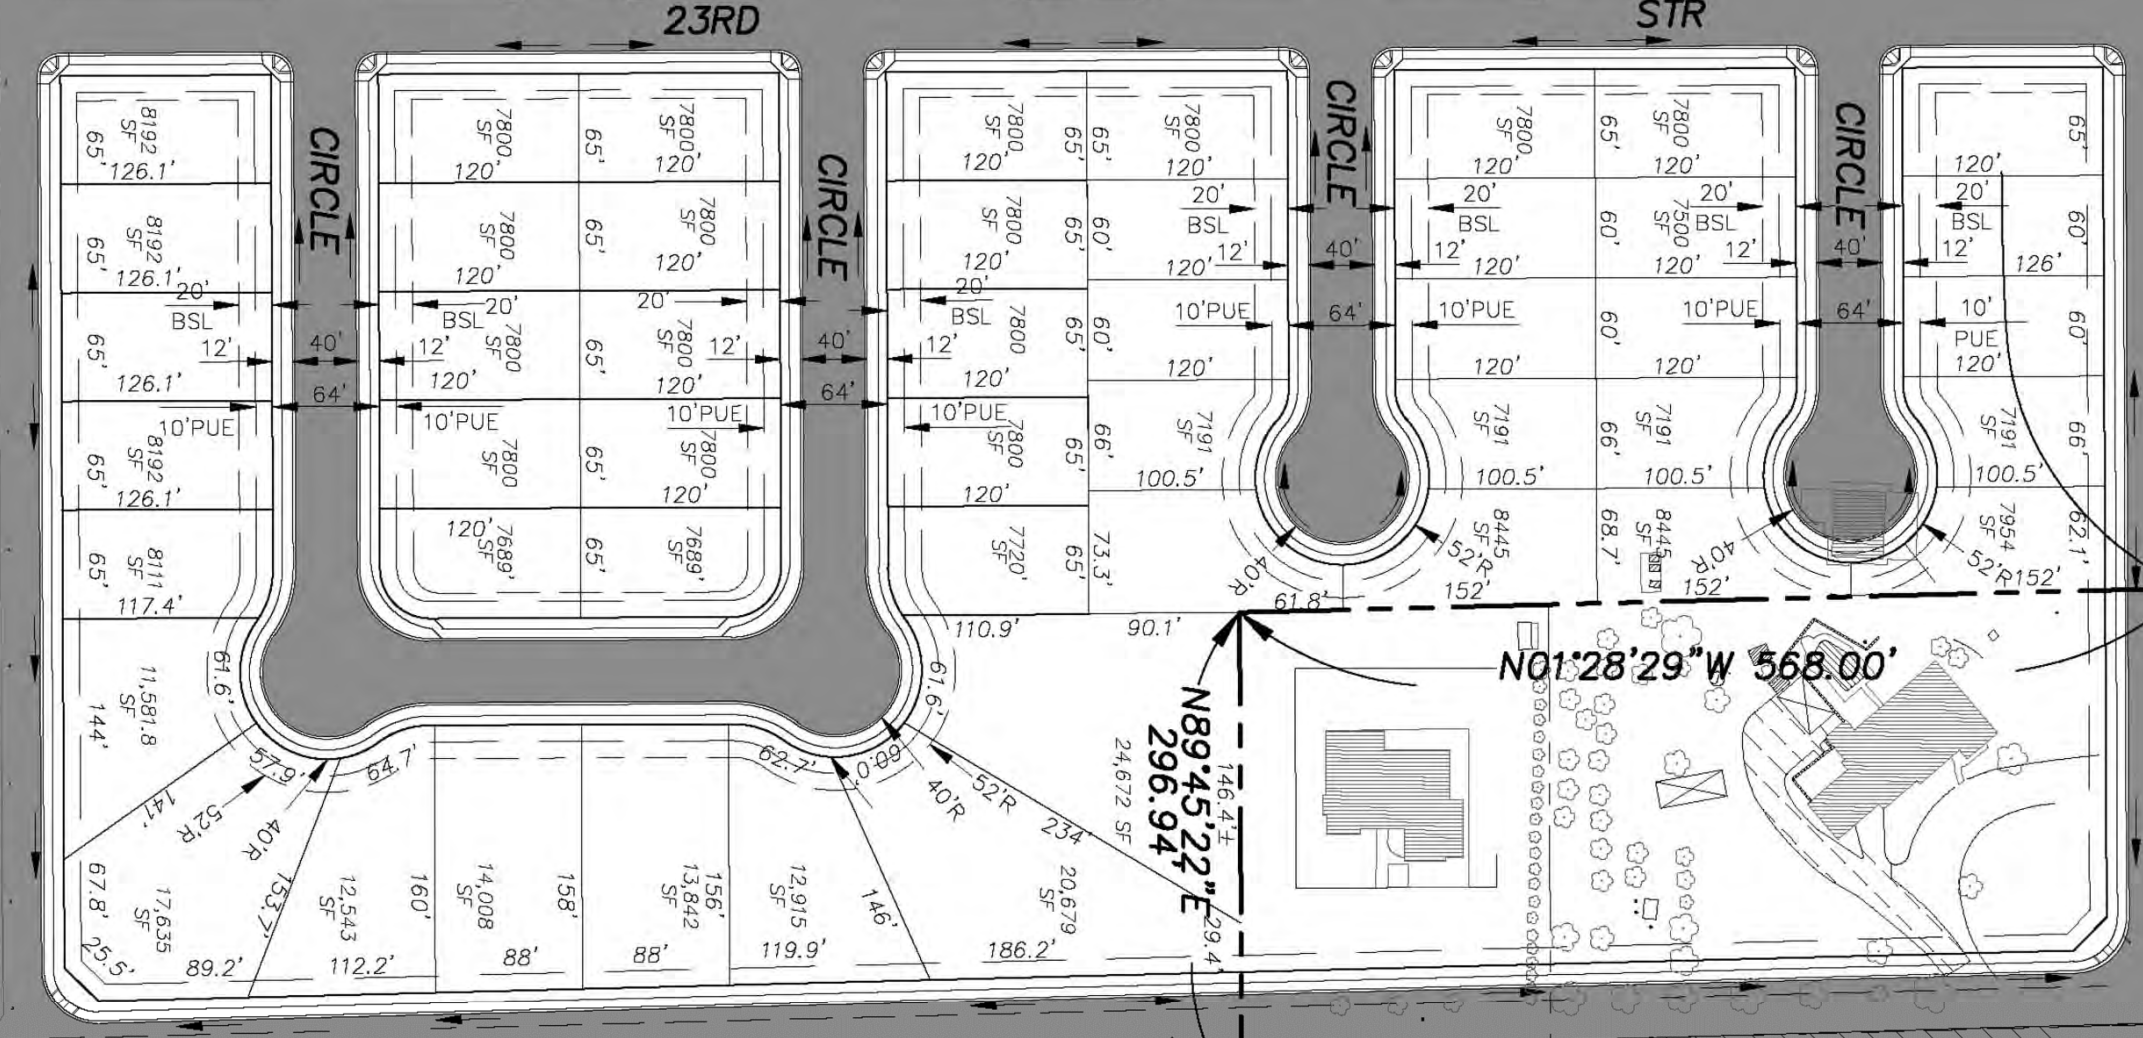 23RD
STR
CIRCLE
CIRCLE
CIRCLE
CIRCLE
8192
SF
65'
126.1'
8192
SF
65'
126.1'
20'
BSL
12'
40'
65'
126.1'
64'
10'PUE
8192
SF
65'
126.1'
8111
SF
65'
117.4'
11,581.8
SF
144'
61.6'
57.9'
64.7'
141'
52'R
40'R
67.8'
17,635
SF
25.5'
89.2'
153.7'
12,543
SF
112.2'
160'
14,008
SF
88'
158'
88'
13,842
SF
156'
12,915
SF
119.9'
146'
62.7'
60.0'
61.6'
40'R
52'R
234'
20,679
SF
186.2'
7800
SF
120'
65'
7800
SF
120'
7800
SF
120'
65'
7800
SF
120'
20'
BSL
7800
SF
12'
120'
65'
20'
7800
SF
12'
120'
10'PUE
10'PUE
7800
SF
65'
7800
SF
120'
120'
7689'
SF
65'
7689'
SF
40'
64'
7800
SF
120'
65'
65'
7800
SF
120'
7800
SF
120'
65'
60'
20'
BSL
12'
120'
20'
BSL
7800
12'
65'
120'
60'
10'PUE
120'
10'PUE
7800
SF
120'
65'
66'
7191
SF
100.5'
7720'
SF
65'
73.3'
110.9'
90.1'
61.8'
40'R
52'R
40'
64'
7800
SF
120'
65'
7800
SF
120'
20'
BSL
12'
120'
60'
7500
SF
120'
20'
BSL
12'
10'PUE
120'
60'
10'PUE
120'
7191
SF
100.5'
66'
7191
SF
100.5'
8445
SF
152'
68.7'
8445
SF
152'
40'R
52'R
40'
64'
65'
120'
20'
BSL
12'
60'
126'
10'
PUE
60'
120'
7191
SF
66'
100.5'
7954
SF
62.1'
152'
N01°28'29"W 568.00'
N89°45'22"E
296.94'
146.4'±
24,672 SF
29.4'